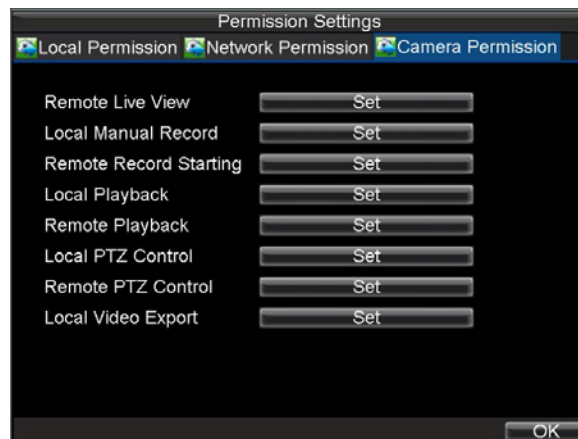 Permission Settings
Local Permission Network Permission Camera Permission
Remote Live View Set
Local Manual Record Set
Remote Record Starting Set
Local Playback Set
Remote Playback Set
Local PTZ Control Set
Remote PTZ Control Set
Local Video Export Set
OK